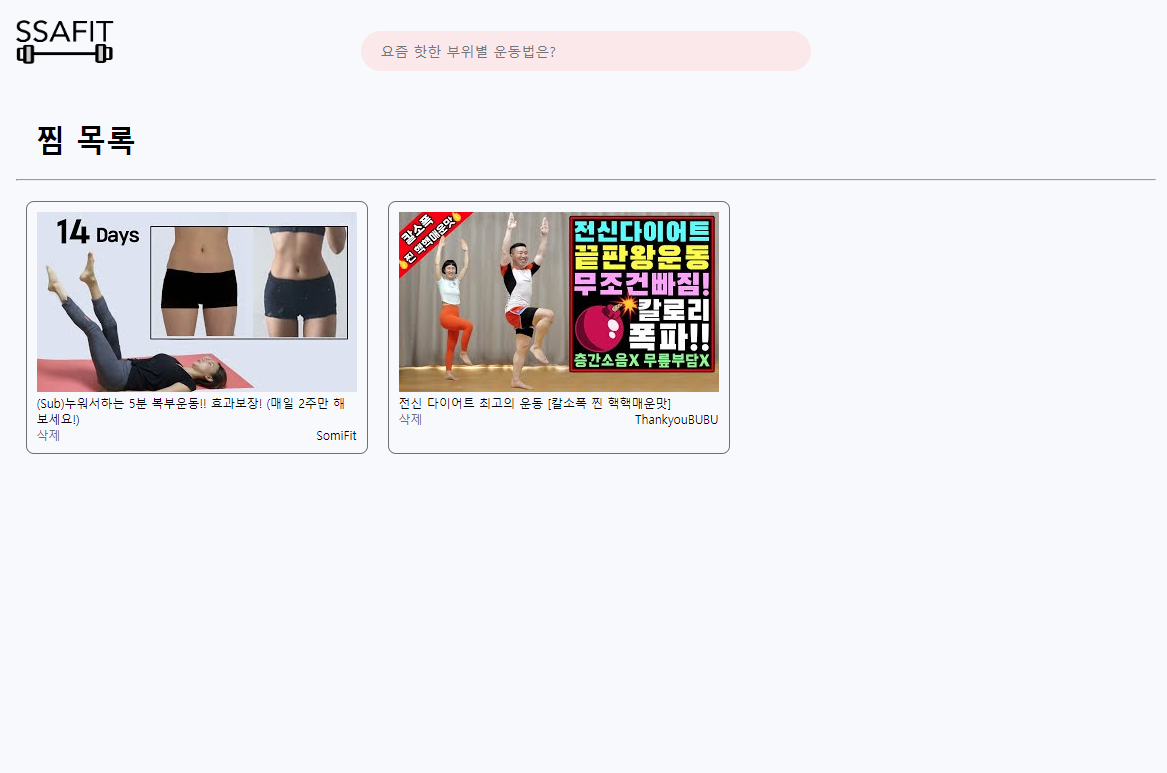 SSAFIT
요즘 핫한 부위별 운동법은?
찜 목록
14 Days
(Sub)누워서하는 5분 복부운동!! 효과보장! (매일 2주만 해
보세요!)
삭제 SomiFit
칼소폭
찐 핵핵매운맛
전신다이어트
끝판왕운동
무조건빠짐!
칼로리
폭파!!
층간소음X 무릎부담X
전신 다이어트 최고의 운동 [칼소폭 찐 핵핵매운맛]
삭제 ThankyouBUBU